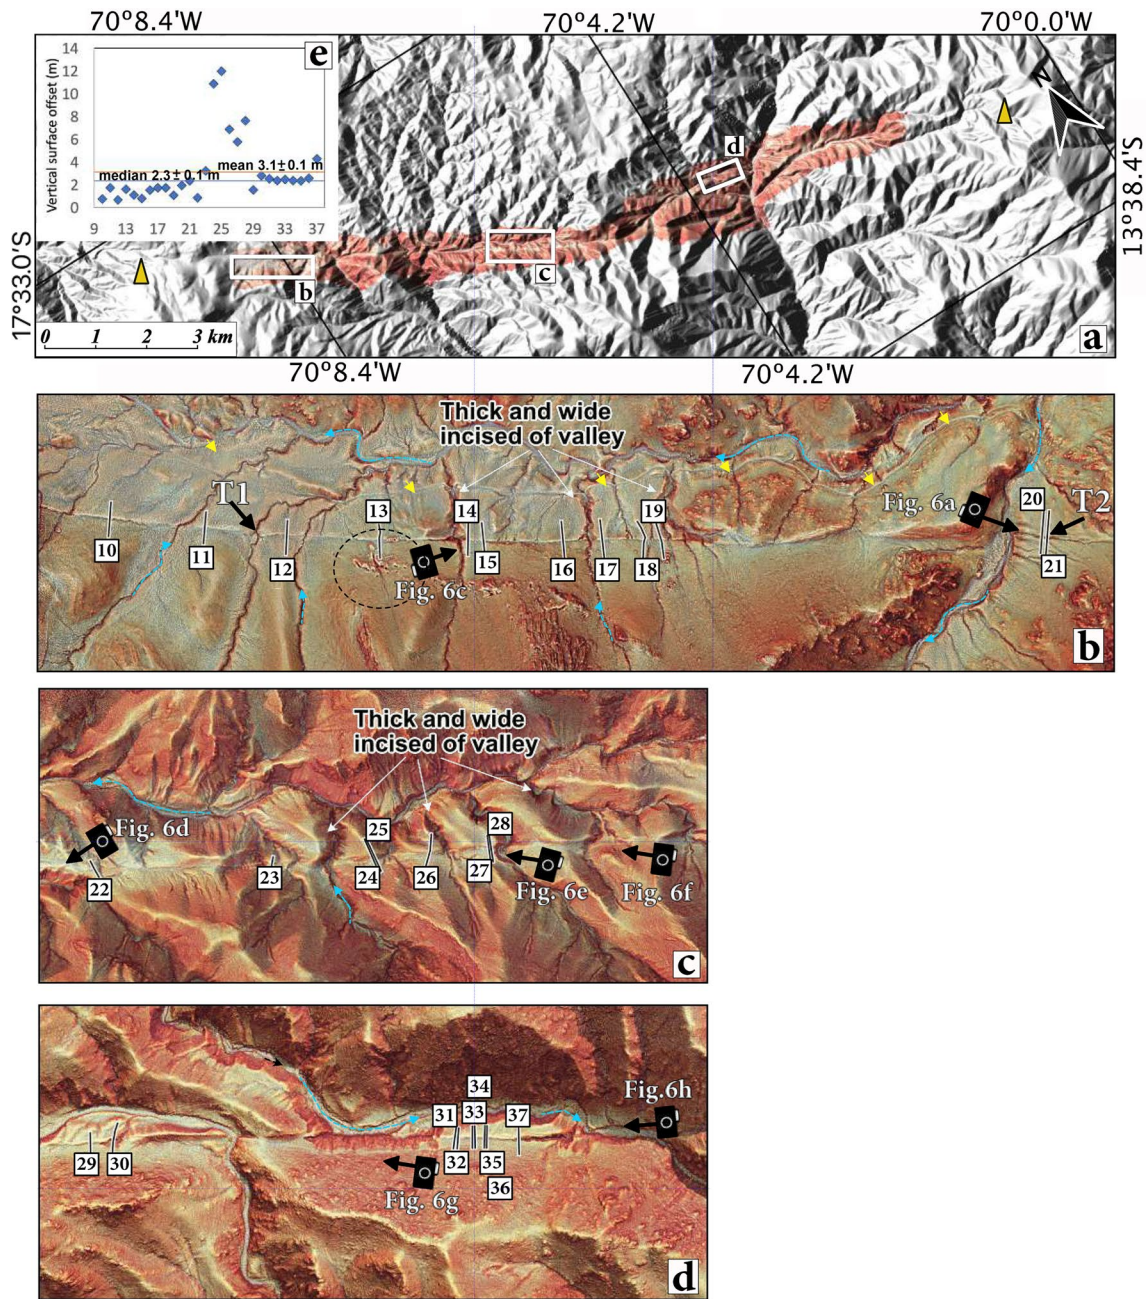 70°8.4'W
70°4.2'W
70°0.0'W
14
12
10
8
6
4
2
0
Vertical surface offset (m)
e
mean 3.1±0.1 m
median 2.3±0.1 m
9 13 17 21 25 29 33 37
N
d
c
b
17°33.0'S
13°38.4'S
0 1 2 3 km
a
70°8.4'W
70°4.2'W
Thick and wide
incised of valley
T1
Fig. 6a
T2
10
11
12
13
14
15
16
17
18
19
20
21
Fig. 6c
b
Thick and wide
incised of valley
Fig. 6d
22
23
24
25
26
27
28
Fig. 6e
Fig. 6f
c
29
30
31
32
33
34
35
36
37
Fig.6h
Fig. 6g
d